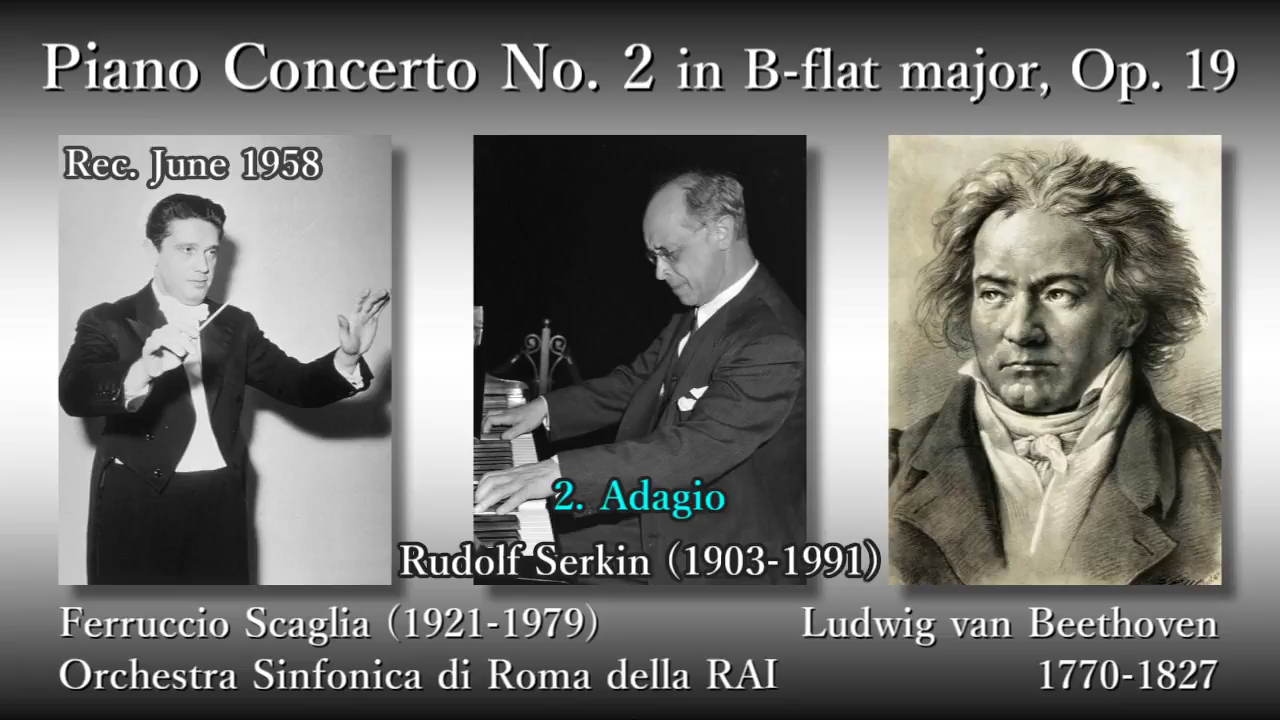 Piano Concerto No. 2 in B-flat major, Op. 19
Rec. June 1958
2. Adagio
Rudolf Serkin (1903-1991)
Ferruccio Scaglia (1921-1979)
Orchestra Sinfonica di Roma della RAI
Ludwig van Beethoven
1770-1827